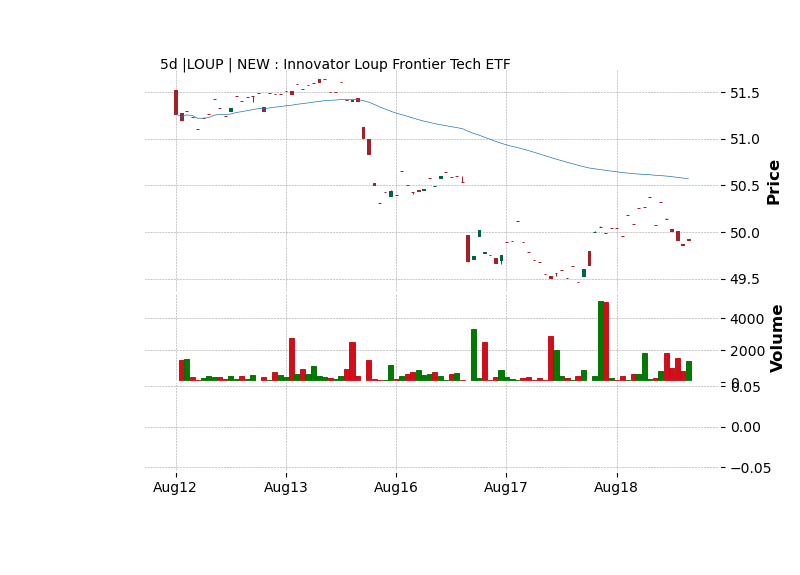 5d |LOUP | NEW : Innovator Loup Frontier Tech ETF
51.5
51.0
50.5
50.0
49.5
Price
4000
2000
0
Volume
0.05
0.00
−0.05
Aug12 Aug13 Aug16 Aug17 Aug18